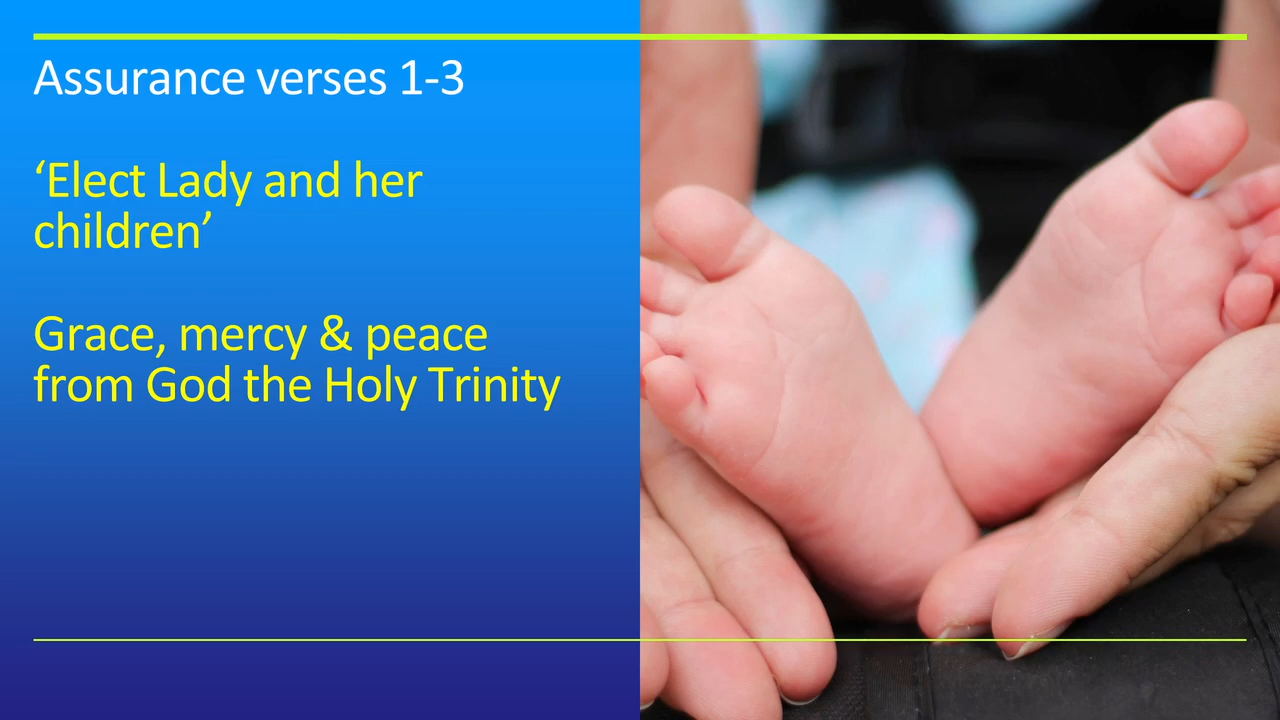 Assurance verses 1-3
‘Elect Lady and her
children’
Grace, mercy & peace
from God the Holy Trinity